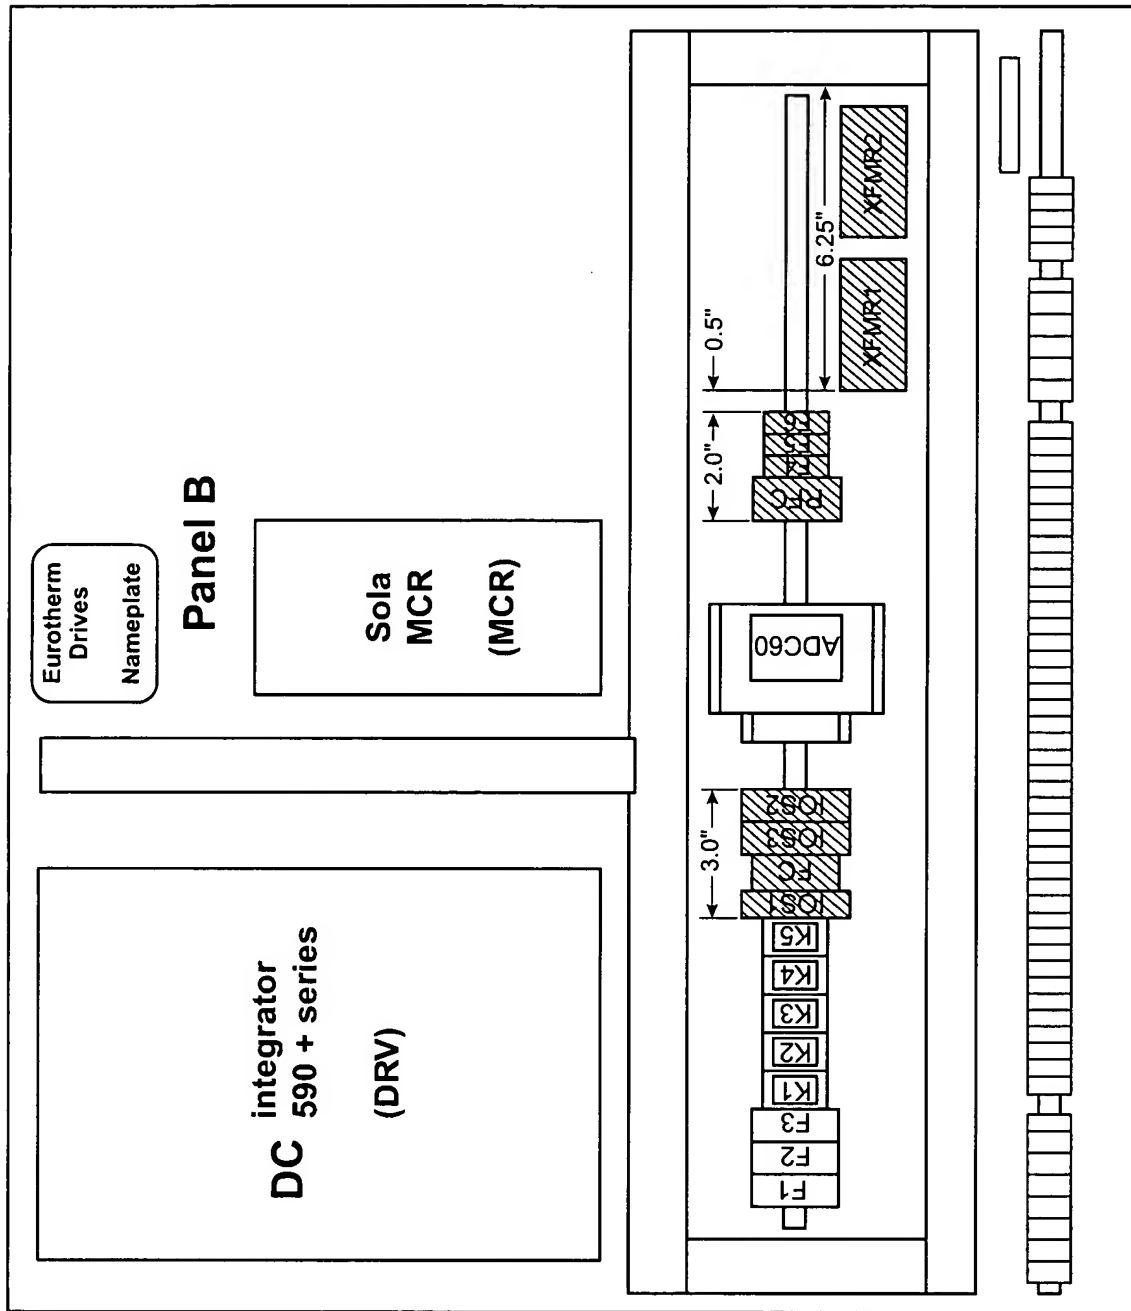 Eurotherm
Drives
Nameplate
Panel B
Sola
MCR
(MCR)
DC integrator
590 + series
(DRV)
F1
F2
F3
K1
K2
K3
K4
K5
IOS1
FC
IOS3
IOS2
3.0"
ADC60
RFC
2.0"
0.5"
6.25"
XFMR1
XFMR2